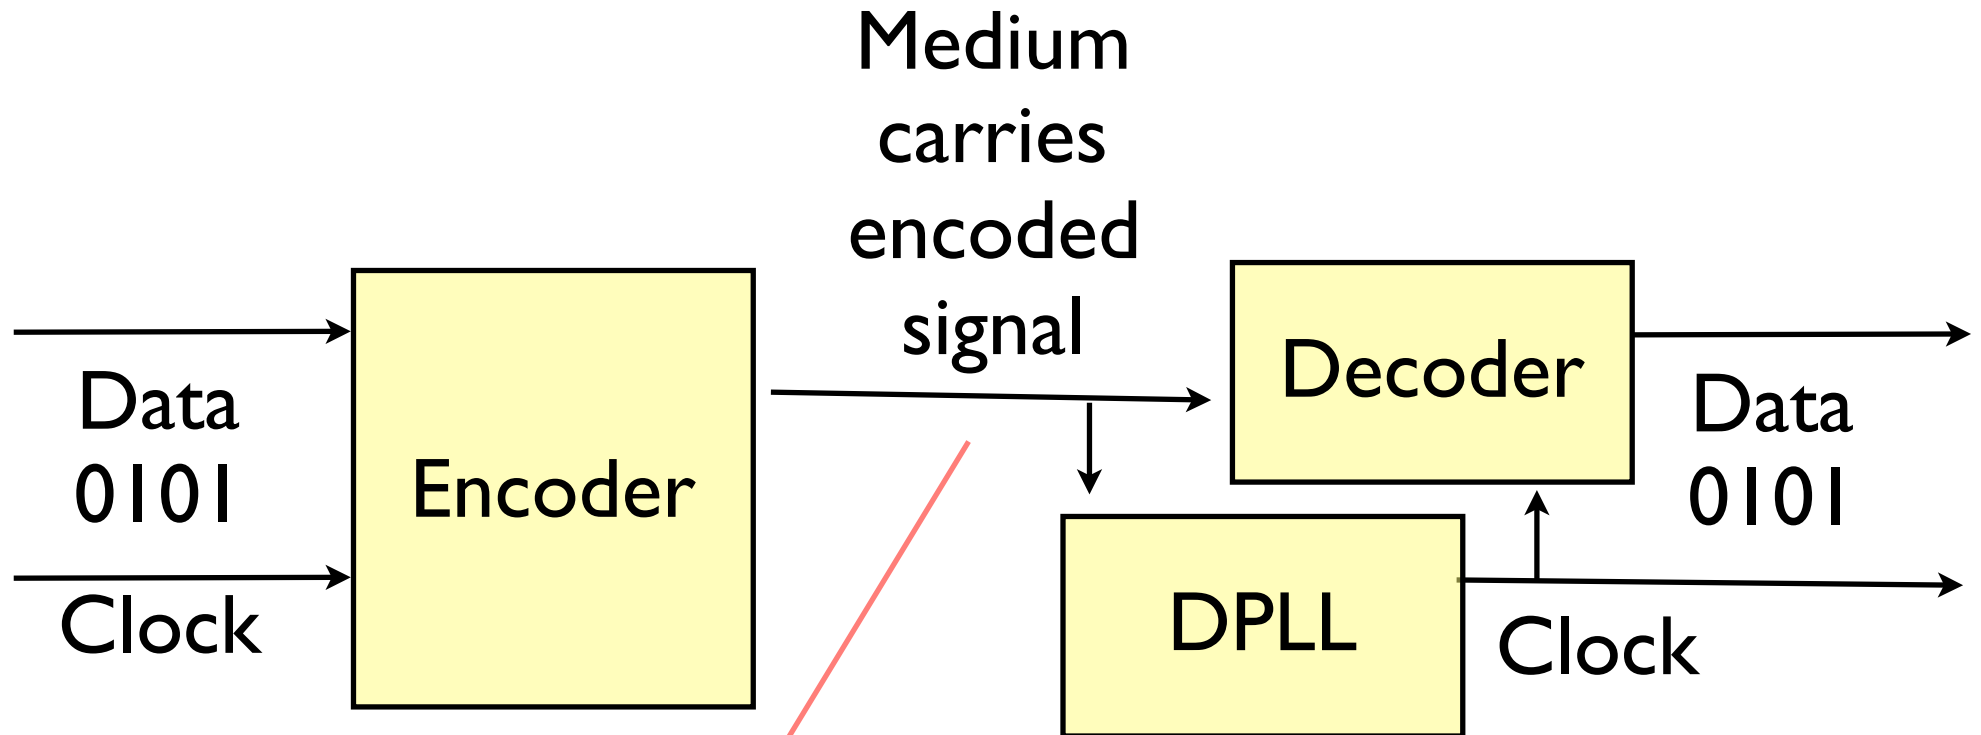 Medium
carries
encoded
signal
Data
0101
Clock
Encoder
Decoder
DPLL
Data
0101
Clock